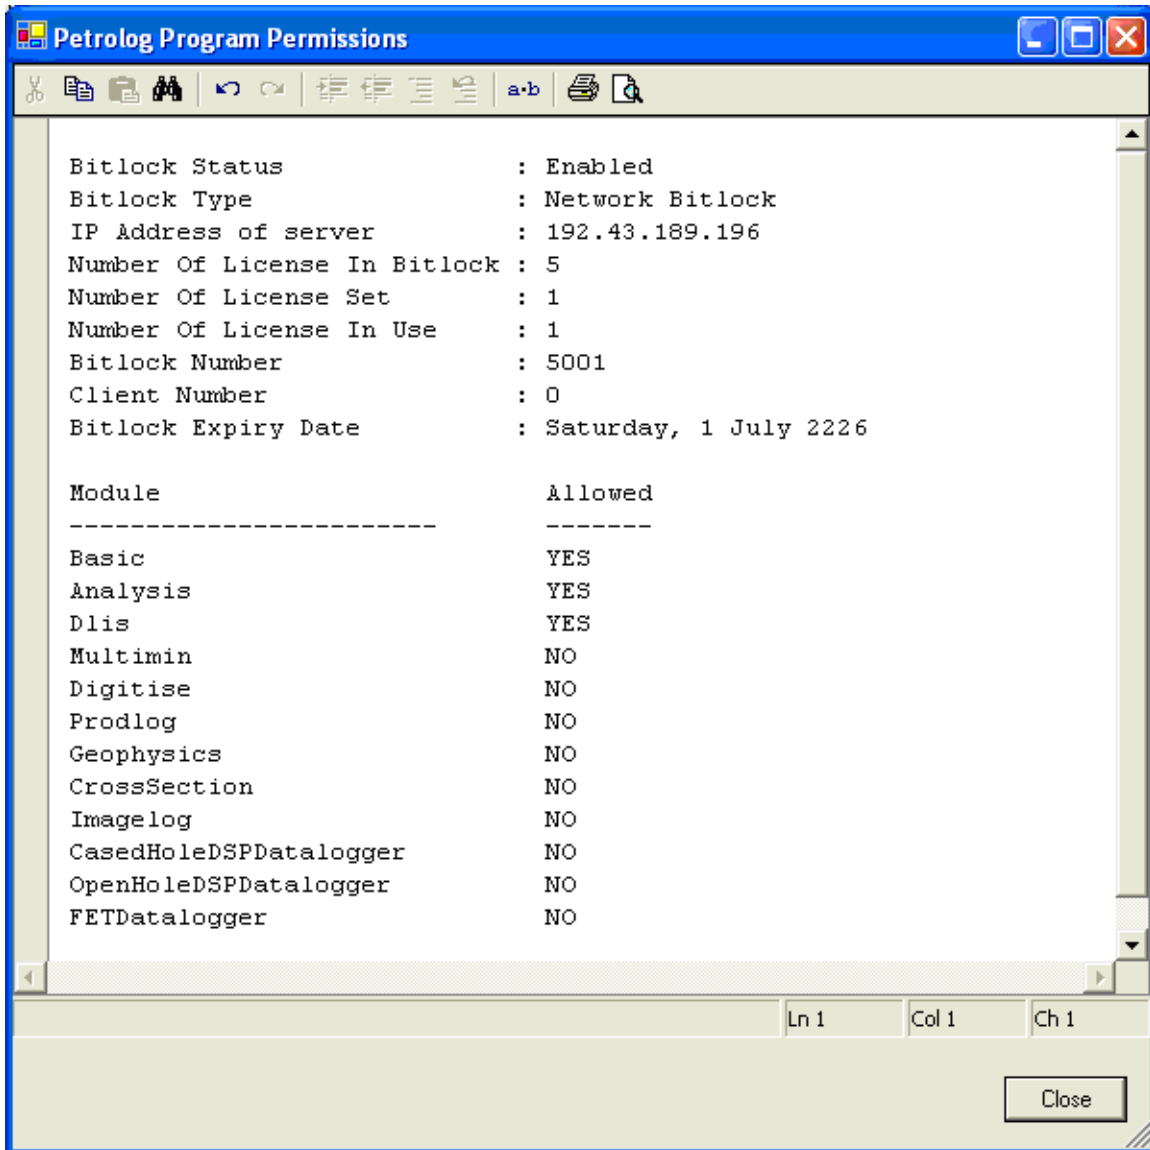 Petrolog Program Permissions
a·b
Bitlock Status : Enabled
Bitlock Type : Network Bitlock
IP Address of server : 192.43.189.196
Number Of License In Bitlock : 5
Number Of License Set : 1
Number Of License In Use : 1
Bitlock Number : 5001
Client Number : 0
Bitlock Expiry Date : Saturday, 1 July 2226
Module Allowed
------------------------ -------
Basic YES
Analysis YES
Dlis YES
Multimin NO
Digitise NO
Prodlog NO
Geophysics NO
CrossSection NO
Imagelog NO
CasedHoleDSPDatalogger NO
OpenHoleDSPDatalogger NO
FETDatalogger NO
Ln 1 Col 1 Ch 1
Close